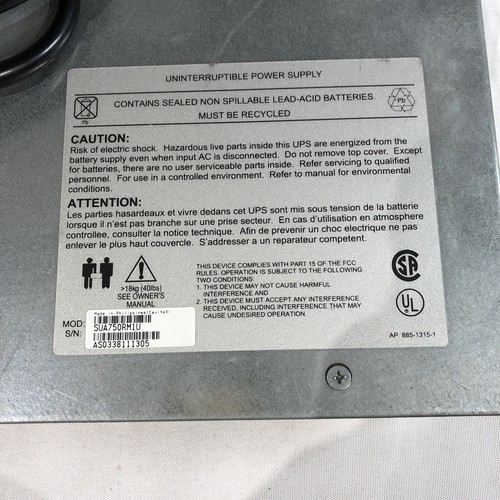 UNINTERRUPTIBLE POWER SUPPLY
CONTAINS SEALED NON SPILLABLE LEAD-ACID BATTERIES.
MUST BE RECYCLED
Pb
Pb
CAUTION:
Risk of electric shock. Hazardous live parts inside this UPS are energized from the
battery supply even when input AC is disconnected. Do not remove top cover. Except
for batteries, there are no user serviceable parts inside. Refer servicing to qualified
personnel. For use in a controlled environment. Refer to manual for environmental
conditions.
ATTENTION:
Les parties hasardeaux et vivre dedans cet UPS sont mis sous tension de la batterie
lorsque il n'est pas branche sur une prise secteur. En cas d'utilisation en atmosphere
controllee, consulter la notice technique. Afin de prevenir un choc electrique ne pas
enlever le plus haut couvercle. S'addresser a un reparateur competent.
>18kg (40lbs)
SEE OWNER'S
MANUAL
THIS DEVICE COMPLIES WITH PART 15 OF THE FCC
RULES. OPERATION IS SUBJECT TO THE FOLLOWING
TWO CONDITIONS:
1. THIS DEVICE MAY NOT CAUSE HARMFUL
INTERFERENCE AND
2. THIS DEVICE MUST ACCEPT ANY INTERFERENCE
RECEIVED, INCLUDING INTERFERENCE THAT MAY
CAUSE UNDESIRED OPERATION
SA
UL
Made in Philippines(Cavite3)
MOD:
SUA750RM1U
S/N:
AS0338111305
AP 885-1315-1